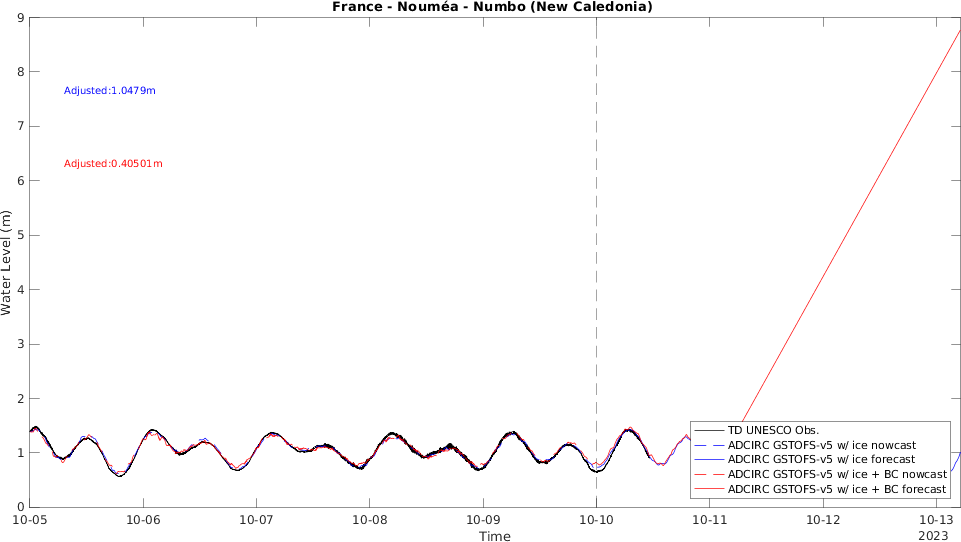 France - Nouméa - Numbo (New Caledonia)
9
8
7
6
5
4
3
2
1
0
Water Level (m)
Adjusted:1.0479m
Adjusted:0.40501m
TD UNESCO Obs.
ADCIRC GSTOFS-v5 w/ ice nowcast
ADCIRC GSTOFS-v5 w/ ice forecast
ADCIRC GSTOFS-v5 w/ ice + BC nowcast
ADCIRC GSTOFS-v5 w/ ice + BC forecast
10-05 10-06 10-07 10-08 10-09 10-10 10-11 10-12 10-13
Time
2023